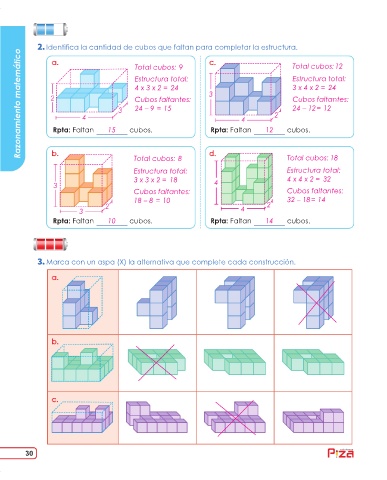 Razonamiento matemático
2. Identifica la cantidad de cubos que faltan para completar la estructura.
a.
Total cubos: 9
Estructura total:
4 x 3 x 2 = 24
Cubos faltantes:
24 – 9 = 15
2
4
3
Rpta: Faltan 15 cubos.
c.
Total cubos: 12
Estructura total:
3 x 4 x 2 = 24
Cubos faltantes:
24 – 12 = 12
3
4
2
Rpta: Faltan 12 cubos.
b.
Total cubos: 8
Estructura total:
3 x 3 x 2 = 18
Cubos faltantes:
18 – 8 = 10
3
3
2
Rpta: Faltan 10 cubos.
d.
Total cubos: 18
Estructura total:
4 x 4 x 2 = 32
Cubos faltantes:
32 – 18 = 14
4
4
2
Rpta: Faltan 14 cubos.
3. Marca con un aspa (X) la alternativa que complete cada construcción.
a.
b.
c.
30
Pizá